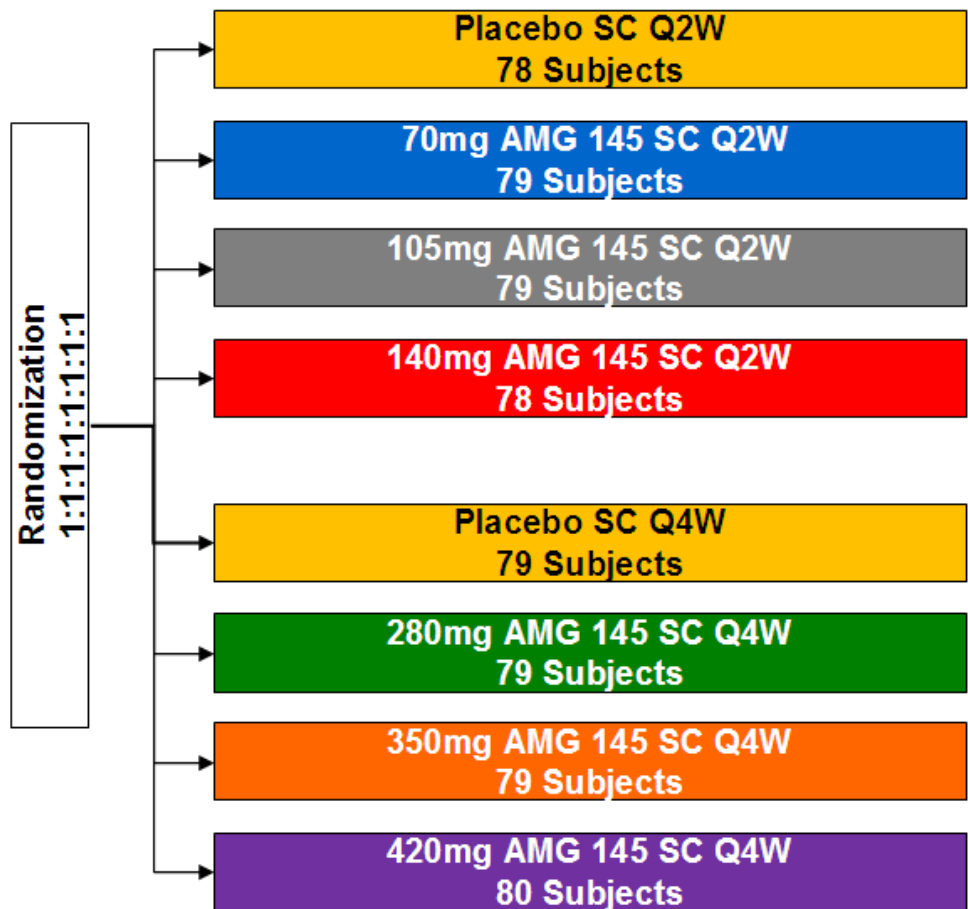 Randomization
1:1:1:1:1:1:1:1
Placebo SC Q2W
78 Subjects
70mg AMG 145 SC Q2W
79 Subjects
105mg AMG 145 SC Q2W
79 Subjects
140mg AMG 145 SC Q2W
78 Subjects
Placebo SC Q4W
79 Subjects
280mg AMG 145 SC Q4W
79 Subjects
350mg AMG 145 SC Q4W
79 Subjects
420mg AMG 145 SC Q4W
80 Subjects